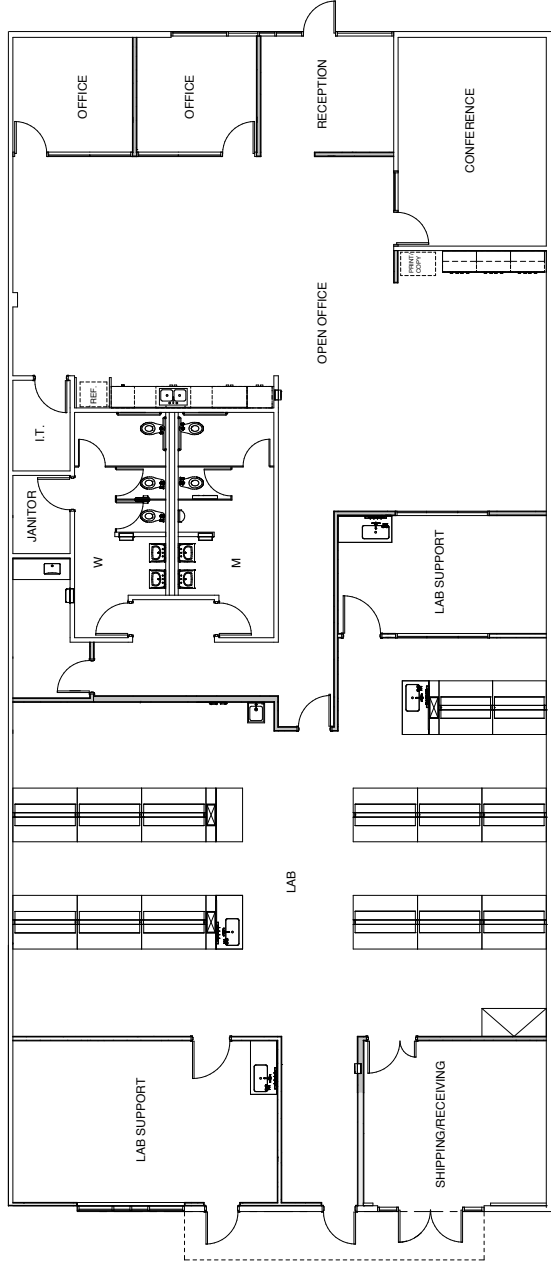 OFFICE
OFFICE
RECEPTION
CONFERENCE
OPEN OFFICE
PRINT/
COPY
REF.
I.T.
JANITOR
W
M
LAB SUPPORT
LAB
LAB SUPPORT
SHIPPING/RECEIVING